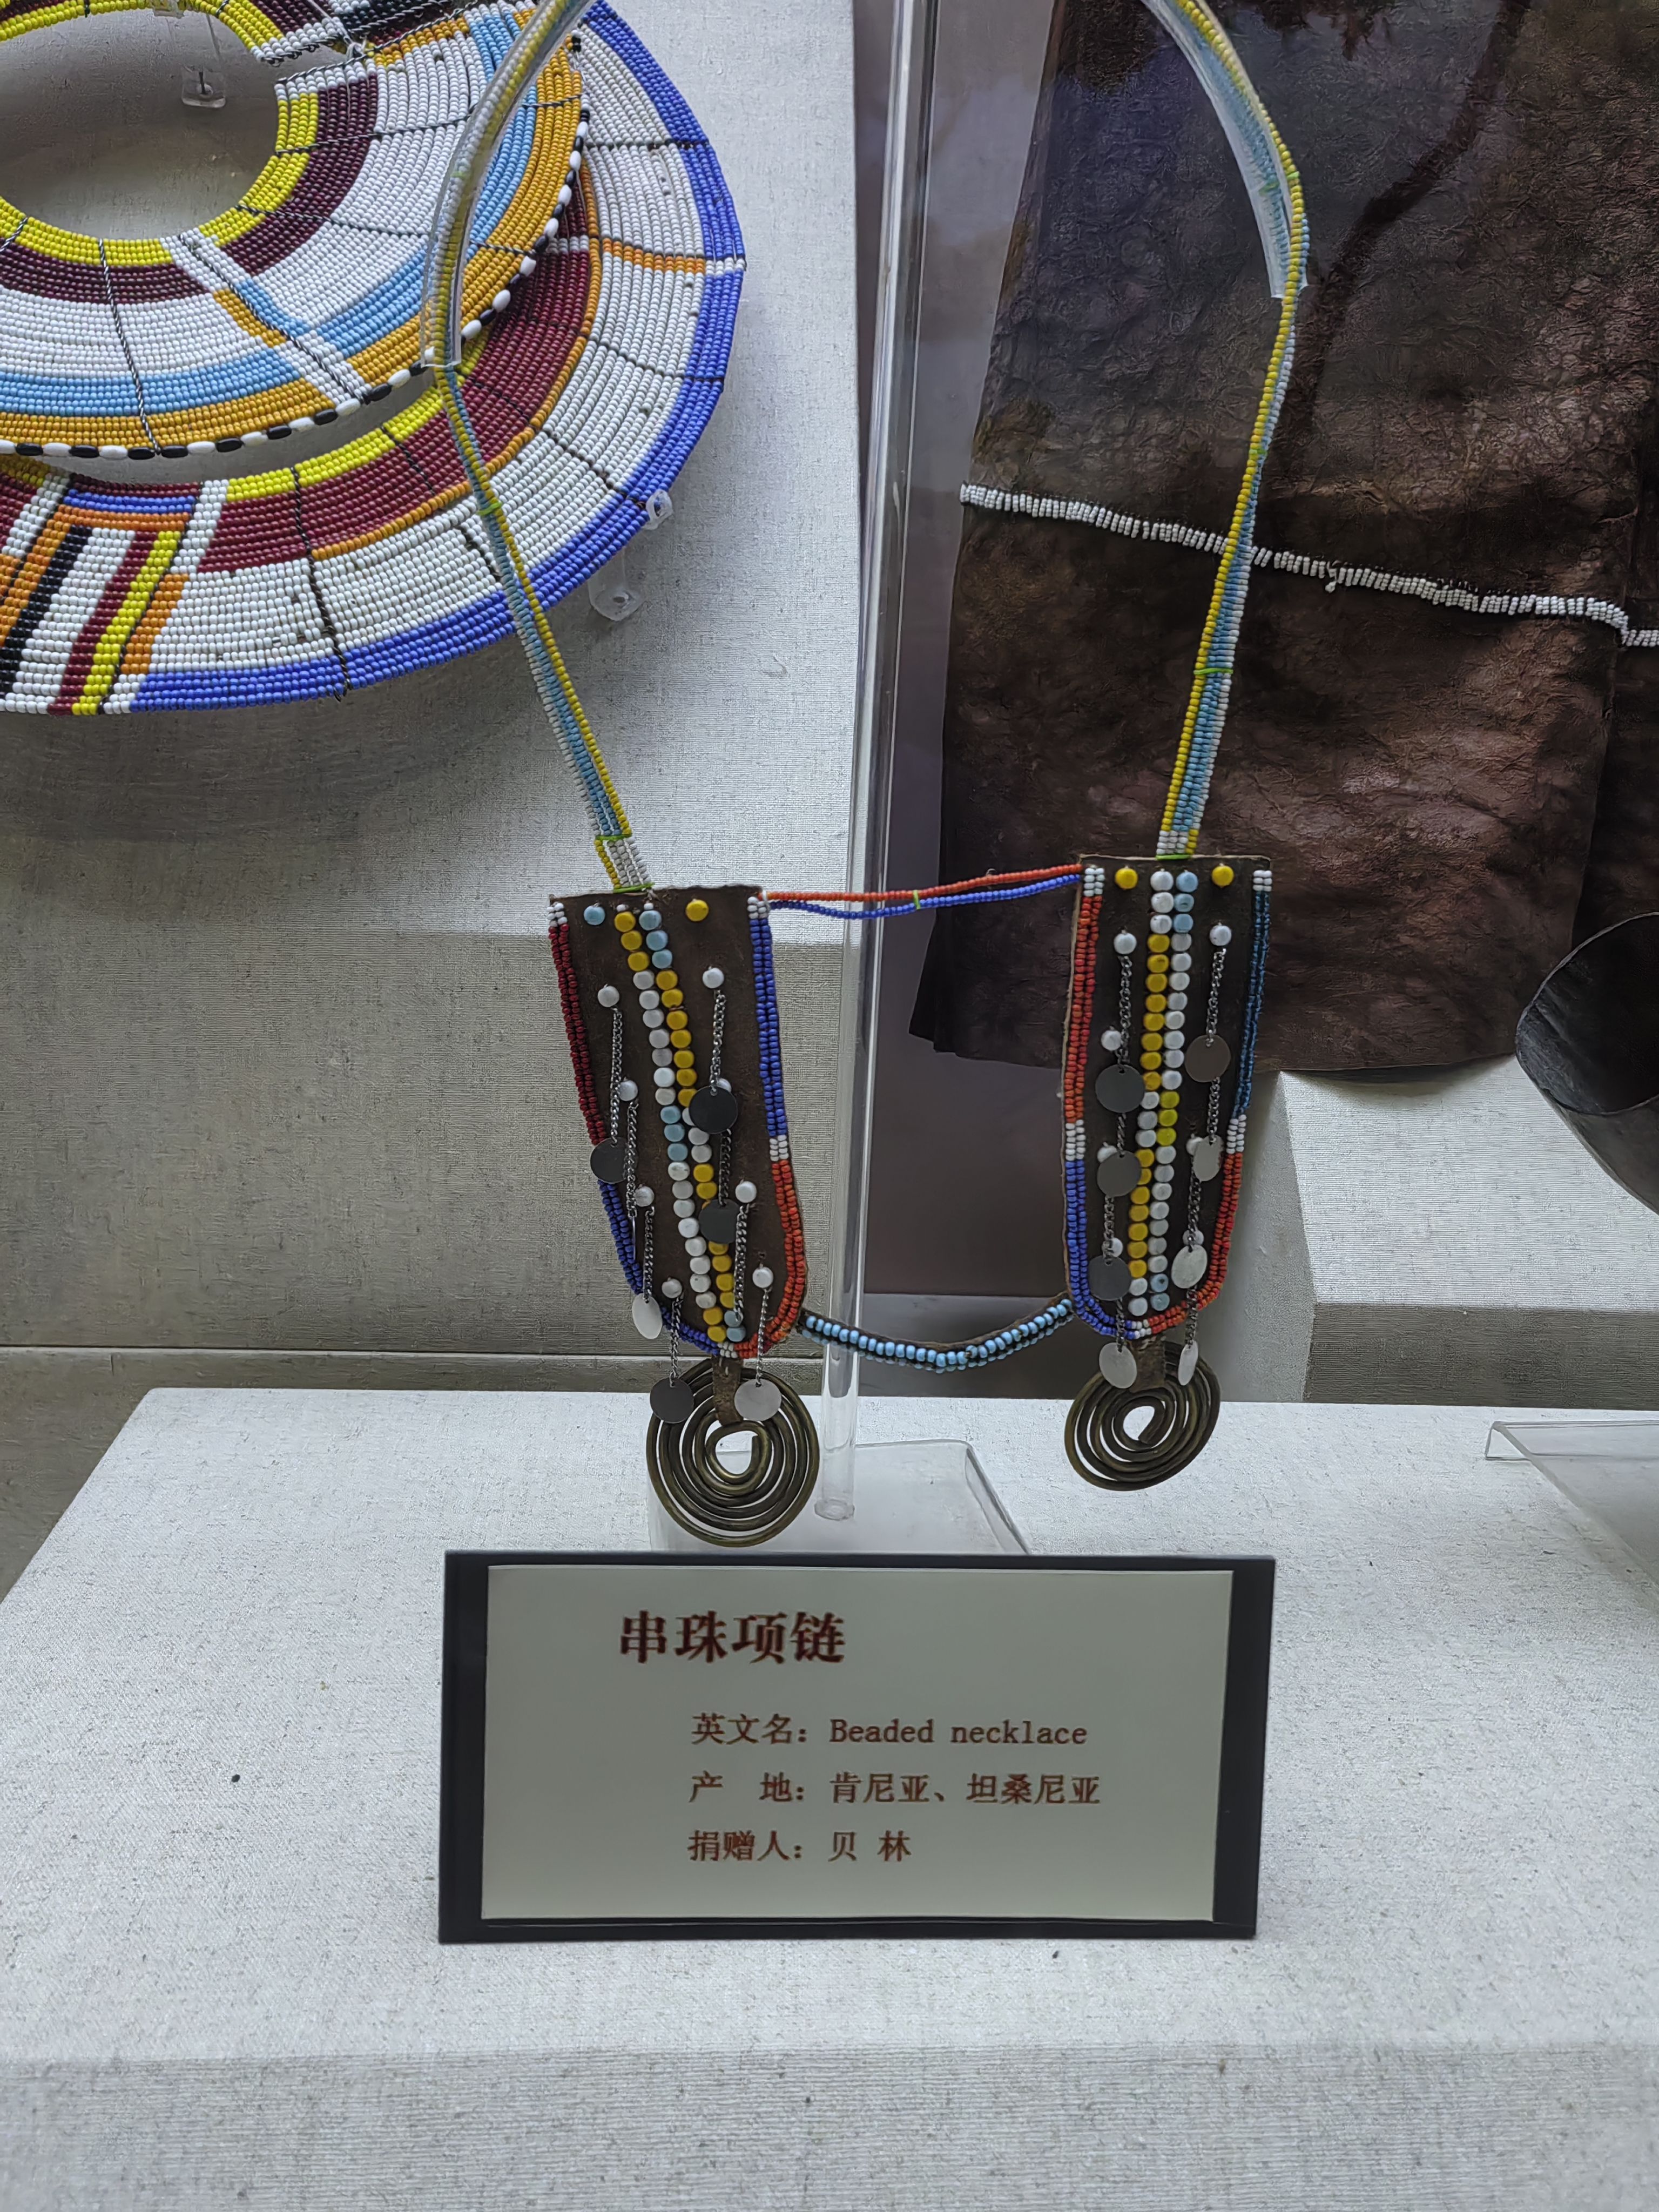 串珠项链
英文名：Beaded necklace
产 地：肯尼亚、坦桑尼亚
捐赠人：贝 林